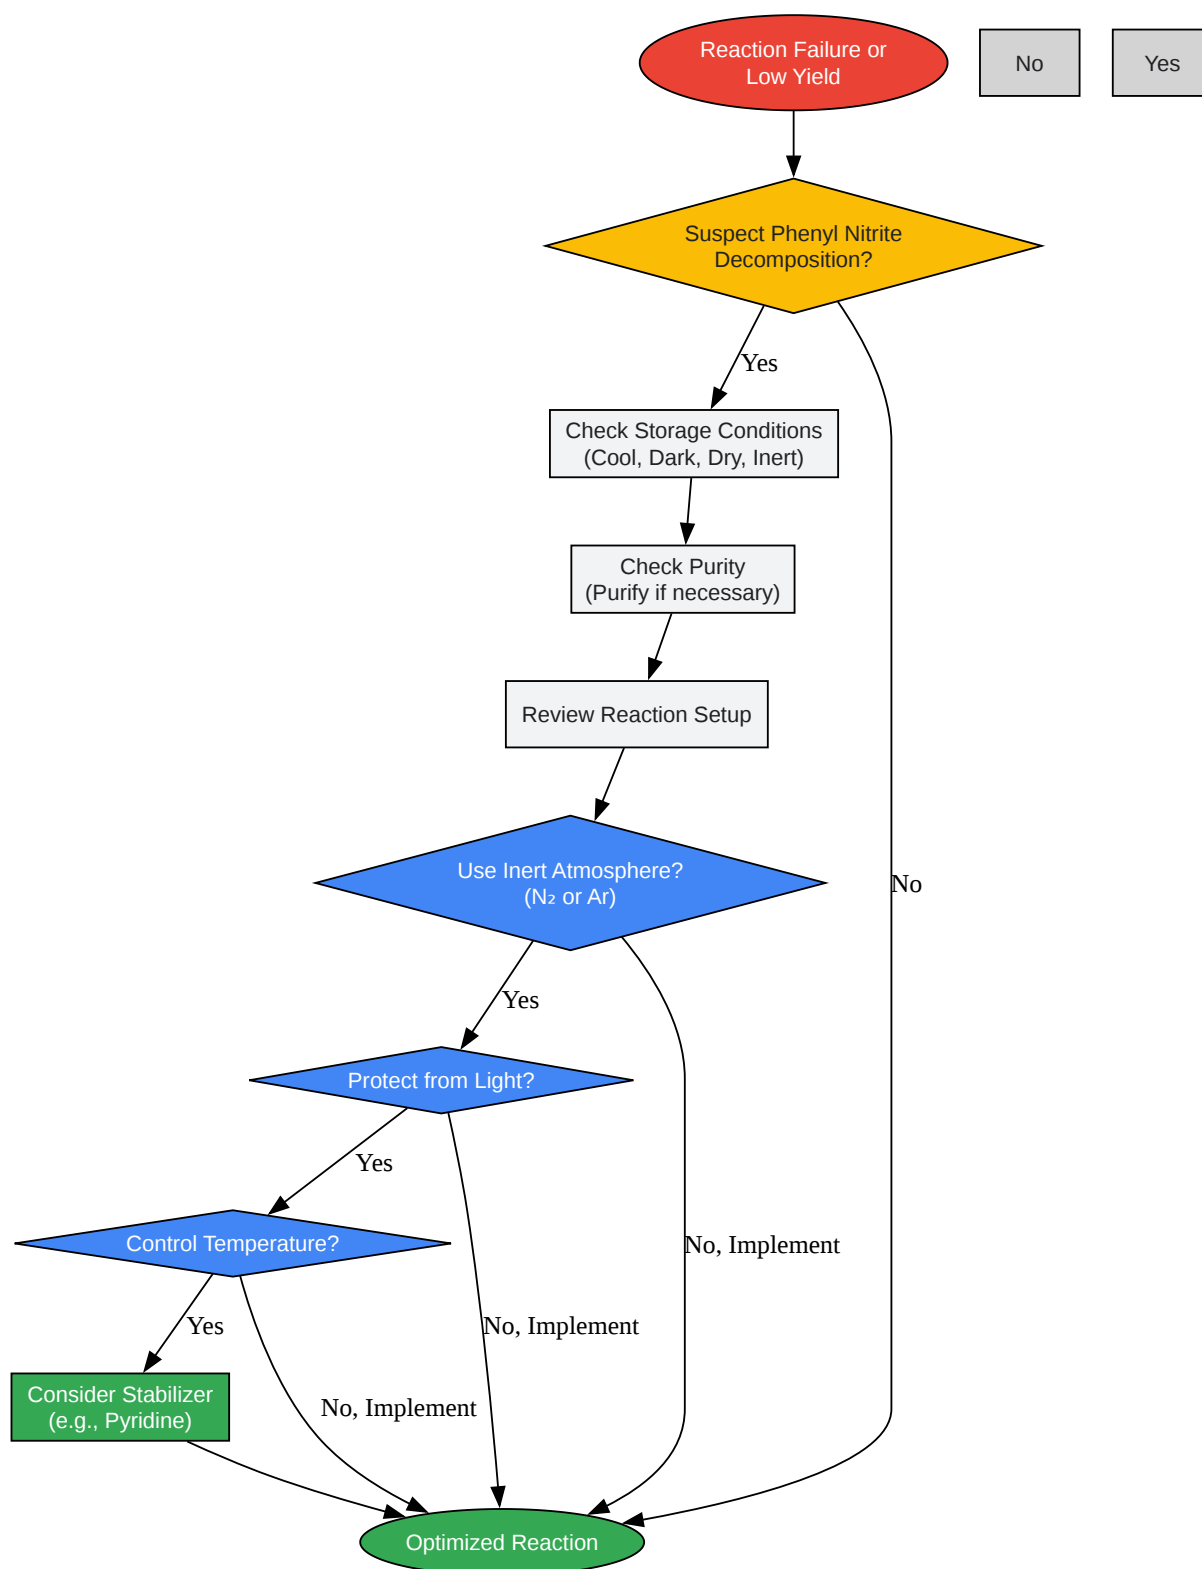 Reaction Failure or
Low Yield
No
Yes
Suspect Phenyl Nitrite
Decomposition?
Yes
Check Storage Conditions
(Cool, Dark, Dry, Inert)
Check Purity
(Purify if necessary)
Review Reaction Setup
Use Inert Atmosphere?
(N₂ or Ar)
No
Yes
Protect from Light?
Yes
Control Temperature?
No, Implement
Yes
No, Implement
Consider Stabilizer
(e.g., Pyridine)
No, Implement
Optimized Reaction